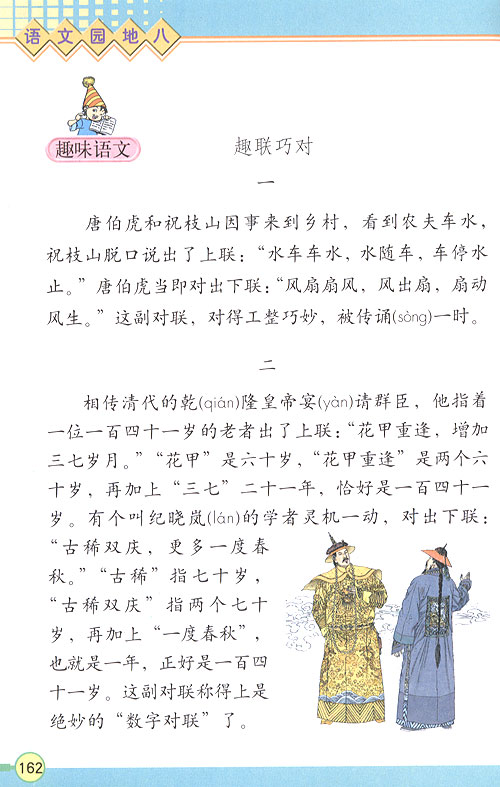 语文园地八
趣味语文
趣联巧对
一
唐伯虎和祝枝山因事来到乡村，看到农夫车水，
祝枝山脱口说出了上联：“水车车水，水随车，车停水
止。”唐伯虎当即对出下联：“风扇扇风，风出扇，扇动
风生。”这副对联，对得工整巧妙，被传诵(sòng)一时。
二
相传清代的乾(qián)隆皇帝宴(yàn)请群臣，他指着
一位一百四十一岁的老者出了上联：“花甲重逢，增加
三七岁月。”“花甲”是六十岁，“花甲重逢”是两个六
十岁，再加上“三七”二十一年，恰好是一百四十一
岁。有个叫纪晓岚(lán)的学者灵机一动，对出下联：
“古稀双庆，更多一度春
秋。”“古稀”指七十岁，
“古稀双庆”指两个七十
岁，再加上“一度春秋”，
也就是一年，正好是一百四
十一岁。这副对联称得上是
绝妙的“数字对联”了。
162